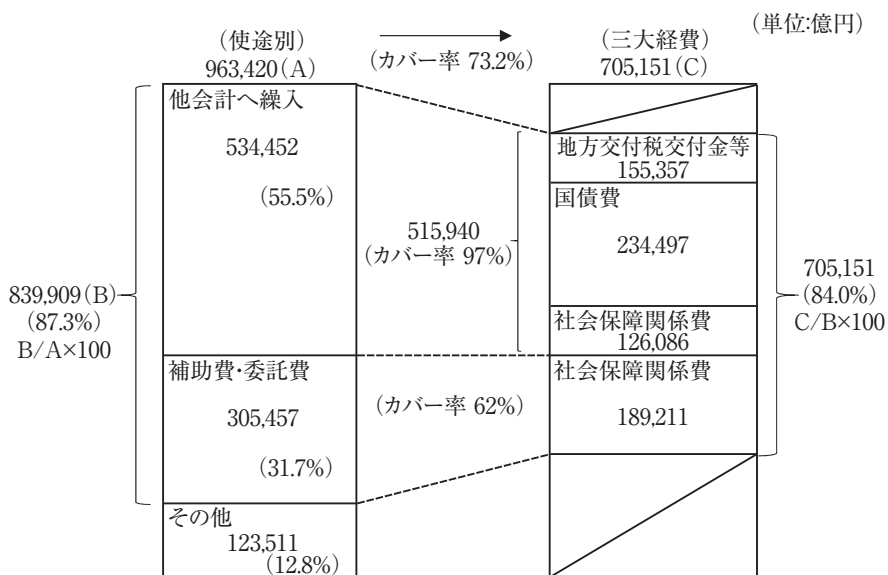 (単位:億円)
(使途別)
963,420(A)
(カバー率 73.2%)
(三大経費)
705,151(C)
他会計へ繰入
534,452
(55.5%)
839,909(B)
(87.3%)
B/A×100
補助費・委託費
305,457
(31.7%)
その他
123,511
(12.8%)
515,940
(カバー率 97%)
(カバー率 62%)
地方交付税交付金等
155,357
国債費
234,497
社会保障関係費
126,086
社会保障関係費
189,211
705,151
(84.0%)
C/B×100